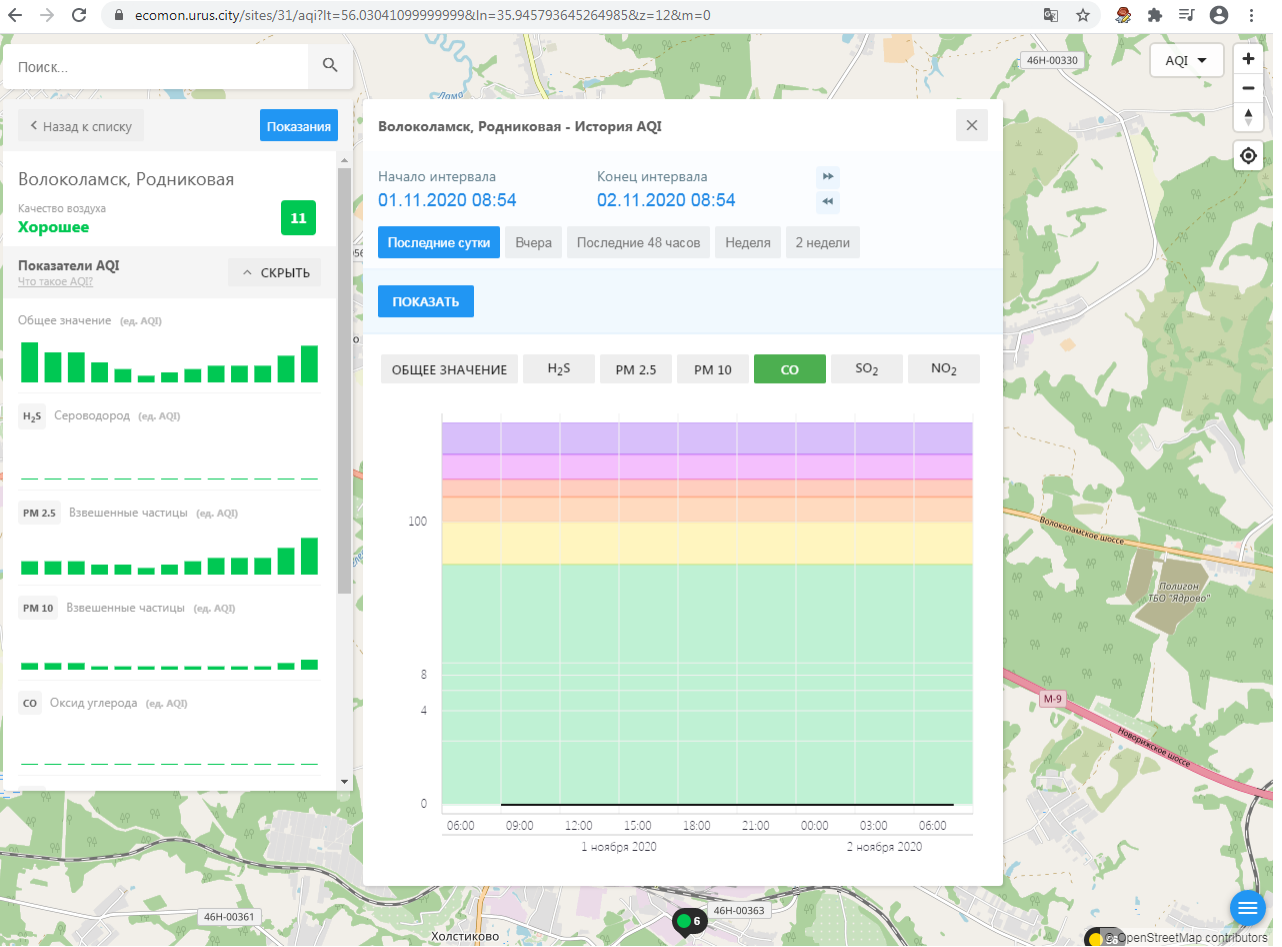 ecomon.urus.city/sites/31/aqi?lt=56.03041099999999&ln=35.945793645264985&z=12&m=0
Поиск...
Назад к списку
Показания
Волоколамск, Родниковая
Качество воздуха
Хорошее
11
Показатели AQI
Что такое AQI?
СКРЫТЬ
Общее значение (ед. AQI)
H2S Сероводород (ед. AQI)
PM 2.5 Взвешенные частицы (ед. AQI)
PM 10 Взвешенные частицы (ед. AQI)
CO Оксид углерода (ед. AQI)
Волоколамск, Родниковая - История AQI
Начало интервала
01.11.2020 08:54
Конец интервала
02.11.2020 08:54
Последние сутки
Вчера
Последние 48 часов
Неделя
2 недели
ПОКАЗАТЬ
ОБЩЕЕ ЗНАЧЕНИЕ
H2S
PM 2.5
PM 10
CO
SO2
NO2
100
8
4
0
06:00 09:00 12:00 15:00 18:00 21:00 00:00 03:00 06:00
1 ноября 2020
2 ноября 2020
Лама
46Н-00330
AQI
Волоколамское шоссе
Полигон
ТБО "Ядрово"
М-9
Новорижское шоссе
46Н-00361
46Н-00363
6
Холстиково
© OpenStreetMap contributors